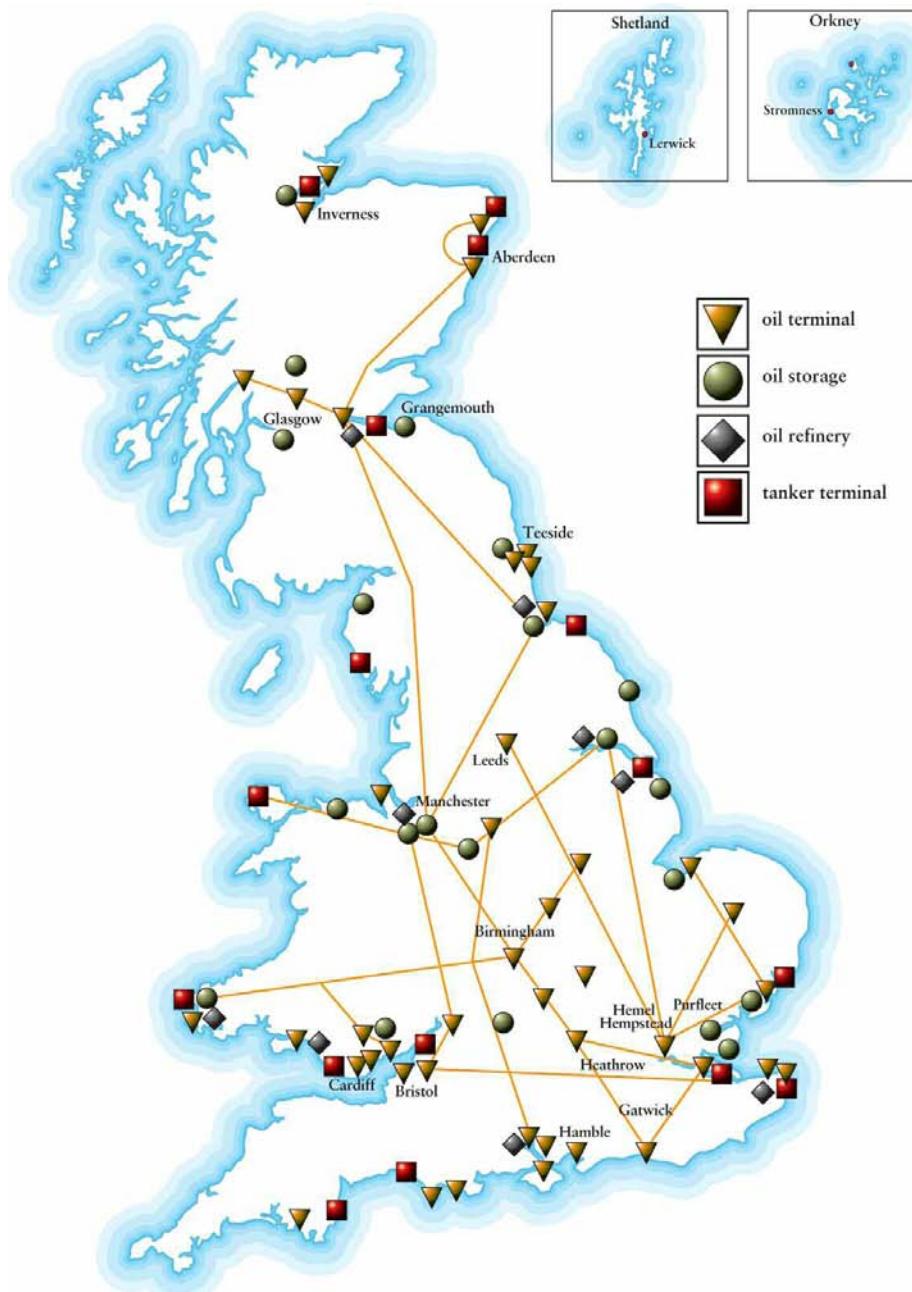 Shetland
Orkney
Stromness
Lerwick
Inverness
Aberdeen
oil terminal
oil storage
Glasgow
Grangemouth
oil refinery
tanker terminal
Teeside
Leeds
Manchester
Birmingham
Hemel
Hempstead
Purfleet
Heathrow
Cardiff
Bristol
Gatwick
Hamble